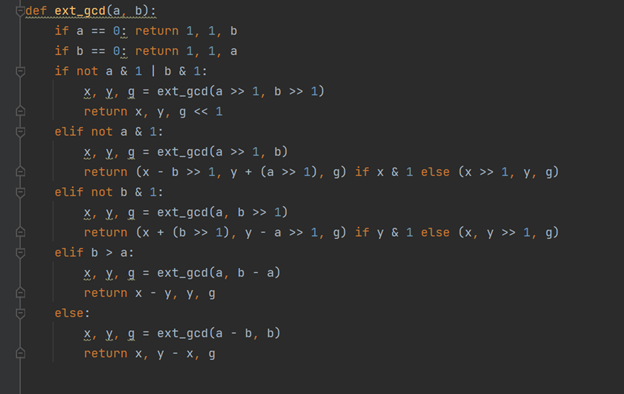 def ext_gcd(a, b):
    if a == 0: return 1, 1, b
    if b == 0: return 1, 1, a
    if not a & 1 | b & 1:
        x, y, g = ext_gcd(a >> 1, b >> 1)
        return x, y, g << 1
    elif not a & 1:
        x, y, g = ext_gcd(a >> 1, b)
        return (x - b >> 1, y + (a >> 1), g) if x & 1 else (x >> 1, y, g)
    elif not b & 1:
        x, y, g = ext_gcd(a, b >> 1)
        return (x + (b >> 1), y - a >> 1, g) if y & 1 else (x, y >> 1, g)
    elif b > a:
        x, y, g = ext_gcd(a, b - a)
        return x - y, y, g
    else:
        x, y, g = ext_gcd(a - b, b)
        return x, y - x, g